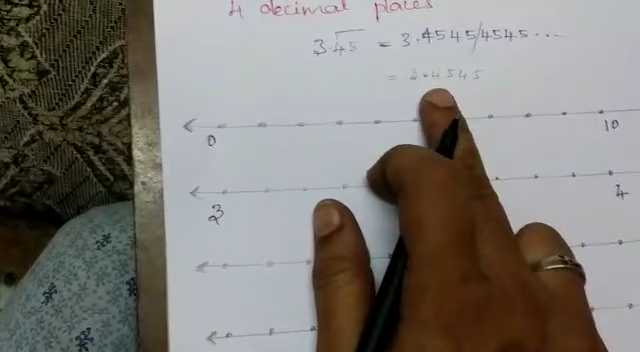 4 decimal places.
3.45 = 3.4545/4545...
= 3.4545
0 10
3 4